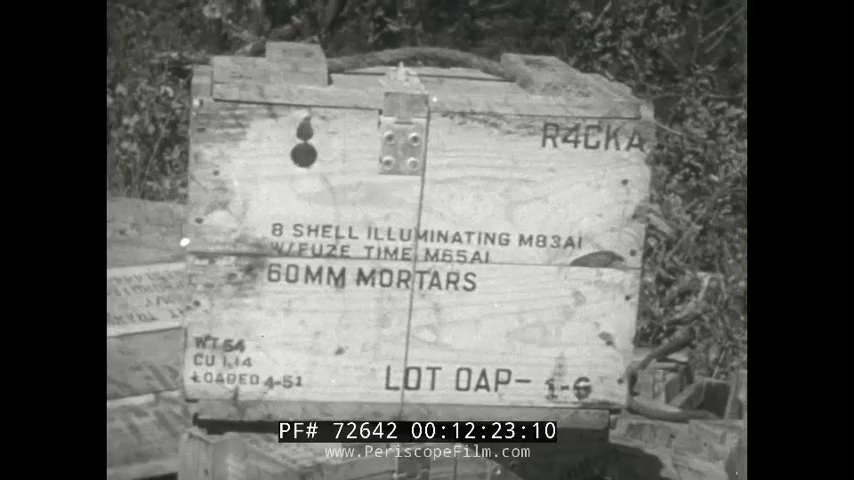 R4CKA
8 SHELL ILLUMINATING M83A1
W/FUZE TIME M65A1
60MM MORTARS
WT 54
CU 1.14
LOADED 4-51
LOT OAP- 1-6
PF# 72642 00:12:23:10
www.PeriscopeFilm.com